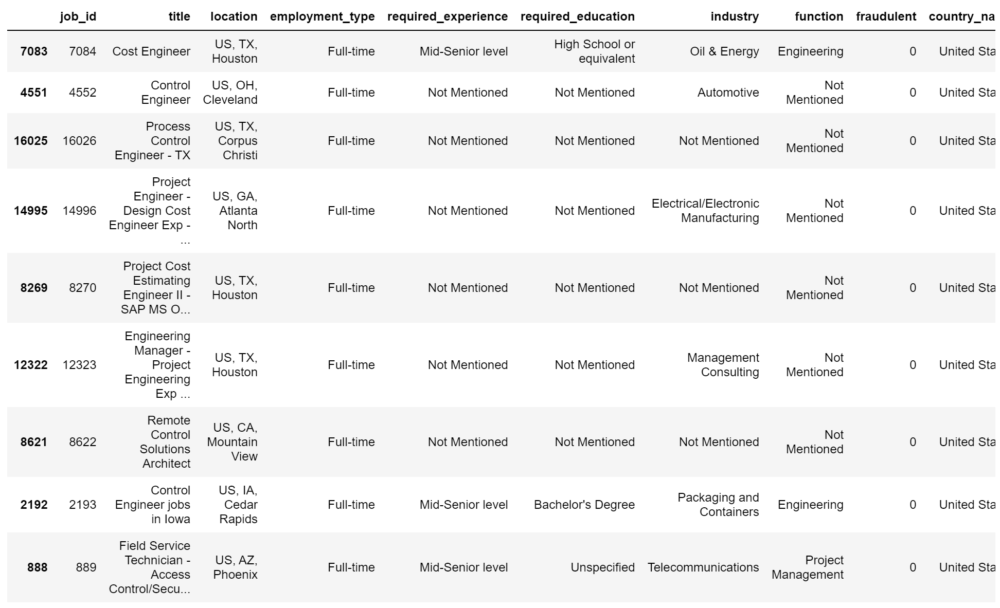 job_id title location employment_type required_experience required_education industry function fraudulent country_na
7083 7084 Cost Engineer US, TX, Houston Full-time Mid-Senior level High School or equivalent Oil & Energy Engineering 0 United Sta
4551 4552 Control Engineer US, OH, Cleveland Full-time Not Mentioned Not Mentioned Automotive Not Mentioned 0 United Sta
16025 16026 Process Control Engineer - TX US, TX, Corpus Christi Full-time Not Mentioned Not Mentioned Not Mentioned Not Mentioned 0 United Sta
14995 14996 Project Engineer - Design Cost Engineer Exp - ... US, GA, Atlanta North Full-time Not Mentioned Not Mentioned Electrical/Electronic Manufacturing Not Mentioned 0 United Sta
8269 8270 Project Cost Estimating Engineer II - SAP MS O... US, TX, Houston Full-time Not Mentioned Not Mentioned Not Mentioned Not Mentioned 0 United Sta
12322 12323 Engineering Manager - Project Engineering Exp ... US, TX, Houston Full-time Not Mentioned Not Mentioned Management Consulting Not Mentioned 0 United Sta
8621 8622 Remote Control Solutions Architect US, CA, Mountain View Full-time Not Mentioned Not Mentioned Not Mentioned Not Mentioned 0 United Sta
2192 2193 Control Engineer jobs in Iowa US, IA, Cedar Rapids Full-time Mid-Senior level Bachelor's Degree Packaging and Containers Engineering 0 United Sta
888 889 Field Service Technician - Access Control/Secu... US, AZ, Phoenix Full-time Mid-Senior level Unspecified Telecommunications Project Management 0 United Sta